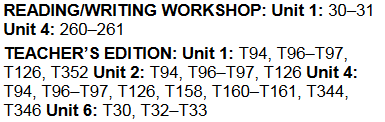 READING/WRITING WORKSHOP: Unit 1: 30–31
Unit 4: 260–261
TEACHER'S EDITION: Unit 1: T94, T96–T97,
T126, T352 Unit 2: T94, T96–T97, T126 Unit 4:
T94, T96–T97, T126, T158, T160–T161, T344,
T346 Unit 6: T30, T32–T33